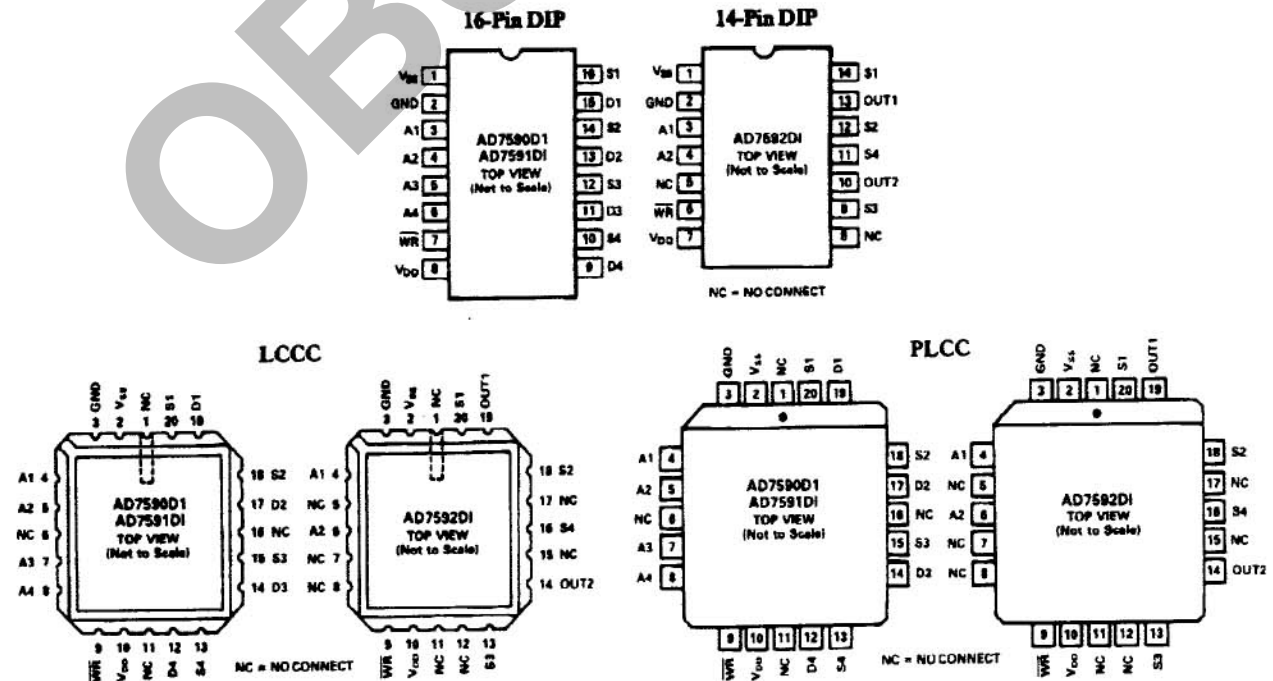 OB
16-Pin DIP
14-Pin DIP
VSS 1
GND 2
A1 3
A2 4
A3 5
A4 6
WR 7
VDD 8
AD7590D1
AD7591DI
TOP VIEW
(Not to Scale)
16 S1
15 D1
14 S2
13 D2
12 S3
11 D3
10 S4
9 D4
VSS 1
GND 2
A1 3
A2 4
NC 5
WR 6
VDD 7
AD7592DI
TOP VIEW
(Not to Scale)
14 S1
13 OUT1
12 S2
11 S4
10 OUT2
9 S3
8 NC
NC = NO CONNECT
LCCC
3 GND
2 VSS
1 NC
20 S1
19 D1
A1 4
A2 5
NC 6
A3 7
A4 8
AD7590D1
AD7591DI
TOP VIEW
(Not to Scale)
18 S2
17 D2
16 NC
15 S3
14 D3
9 WR
10 VDD
11 NC
12 D4
13 S4
3 GND
2 VSS
1 NC
20 S1
19 OUT1
A1 4
NC 5
A2 6
NC 7
NC 8
AD7592DI
TOP VIEW
(Not to Scale)
18 S2
17 NC
16 S4
15 NC
14 OUT2
9 WR
10 VDD
11 NC
12 NC
13 S3
NC = NO CONNECT
PLCC
GND 3
VSS 2
NC 1
S1 20
D1 19
A1 4
A2 5
NC 6
A3 7
A4 8
AD7590D1
AD7591DI
TOP VIEW
(Not to Scale)
18 S2
17 D2
16 NC
15 S3
14 D3
9 WR
10 VDD
11 NC
12 D4
13 S4
GND 3
VSS 2
NC 1
S1 20
OUT1 19
A1 4
NC 5
A2 6
NC 7
NC 8
AD7592DI
TOP VIEW
(Not to Scale)
18 S2
17 NC
16 S4
15 NC
14 OUT2
9 WR
10 VDD
11 NC
12 NC
13 S3
NC = NO CONNECT